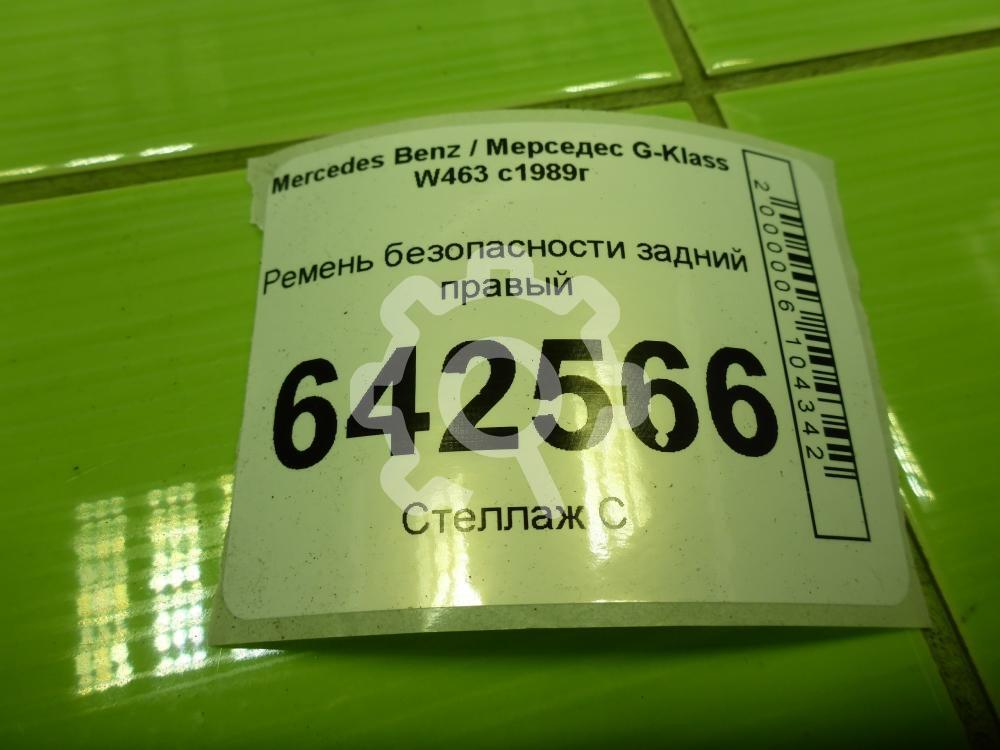 Mercedes Benz / Мерседес G-Klass
W463 с1989г
Ремень безопасности задний
правый
642566
Стеллаж С
2000006104342